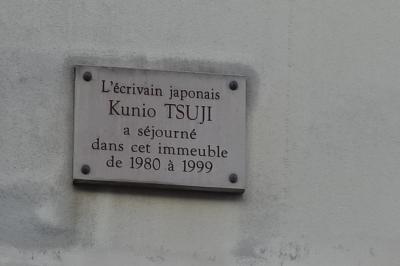 L'écrivain japonais
Kunio TSUJI
a séjourné
dans cet immeuble
de 1980 à 1999